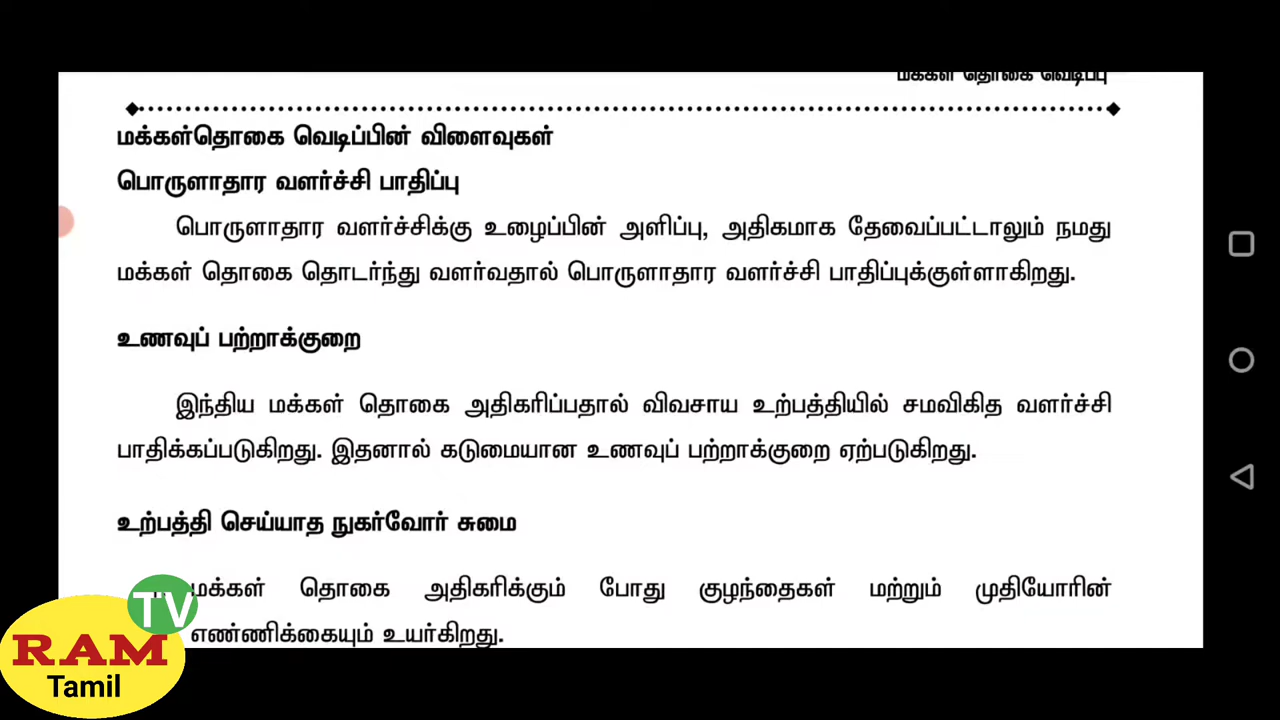 மக்கள் தொகை வெடிப்பு
மக்கள்தொகை வெடிப்பின் விளைவுகள்
பொருளாதார வளர்ச்சி பாதிப்பு
பொருளாதார வளர்ச்சிக்கு உழைப்பின் அளிப்பு, அதிகமாக தேவைப்பட்டாலும் நமது
மக்கள் தொகை தொடர்ந்து வளர்வதால் பொருளாதார வளர்ச்சி பாதிப்புக்குள்ளாகிறது.
உணவுப் பற்றாக்குறை
இந்திய மக்கள் தொகை அதிகரிப்பதால் விவசாய உற்பத்தியில் சமவிகித வளர்ச்சி
பாதிக்கப்படுகிறது. இதனால் கடுமையான உணவுப் பற்றாக்குறை ஏற்படுகிறது.
உற்பத்தி செய்யாத நுகர்வோர் சுமை
மக்கள் தொகை அதிகரிக்கும் போது குழந்தைகள் மற்றும் முதியோரின்
எண்ணிக்கையும் உயர்கிறது.
TV
RAM
Tamil